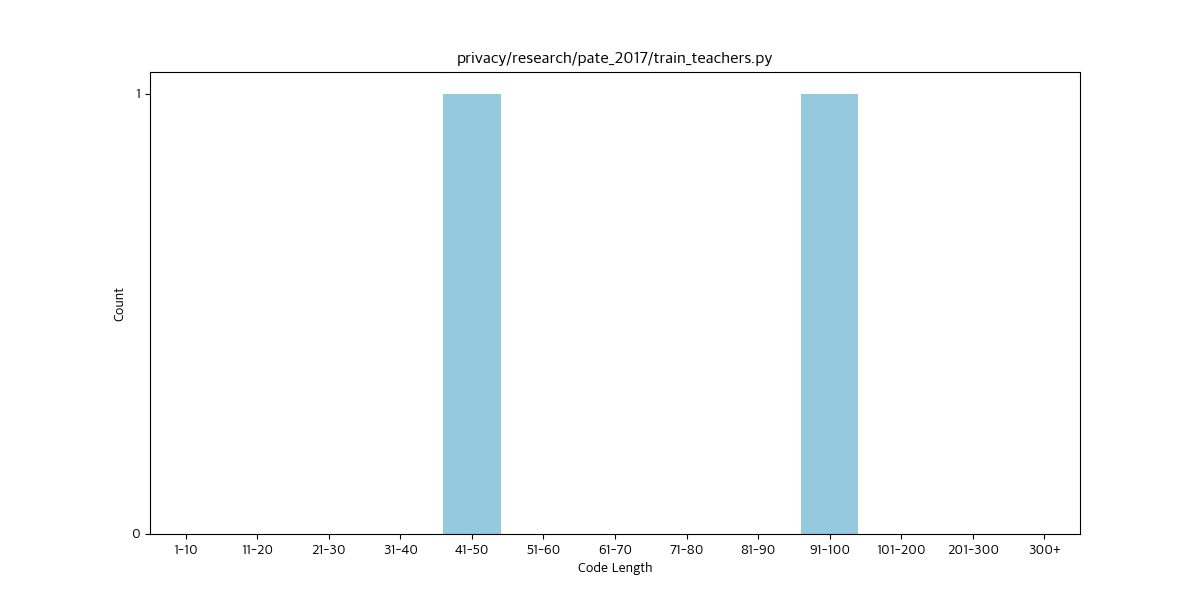 privacy/research/pate_2017/train_teachers.py
1
Count
0
1-10 11-20 21-30 31-40 41-50 51-60 61-70 71-80 81-90 91-100 101-200 201-300 300+
Code Length